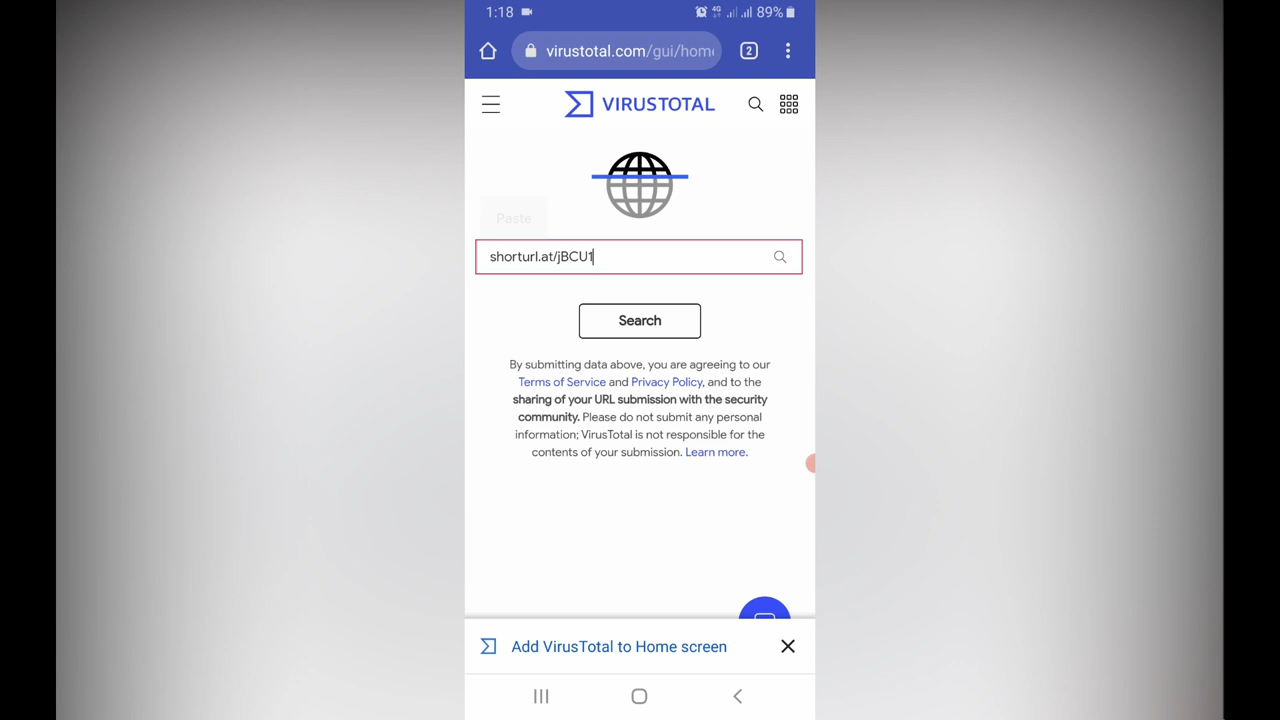 1:18
4G
89%
virustotal.com/gui/hom
2
VIRUSTOTAL
Paste
shorturl.at/jBCU1
Search
By submitting data above, you are agreeing to our
Terms of Service and Privacy Policy, and to the
sharing of your URL submission with the security
community. Please do not submit any personal
information; VirusTotal is not responsible for the
contents of your submission. Learn more.
Add VirusTotal to Home screen